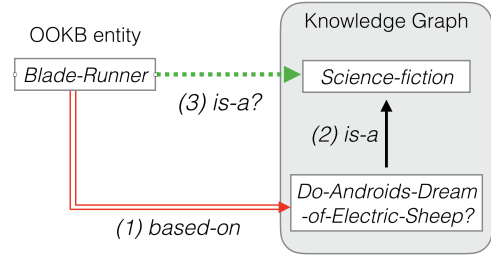 Knowledge Graph
OOKB entity
Blade-Runner
Science-fiction
(3) is-a?
(2) is-a
Do-Androids-Dream
-of-Electric-Sheep?
(1) based-on